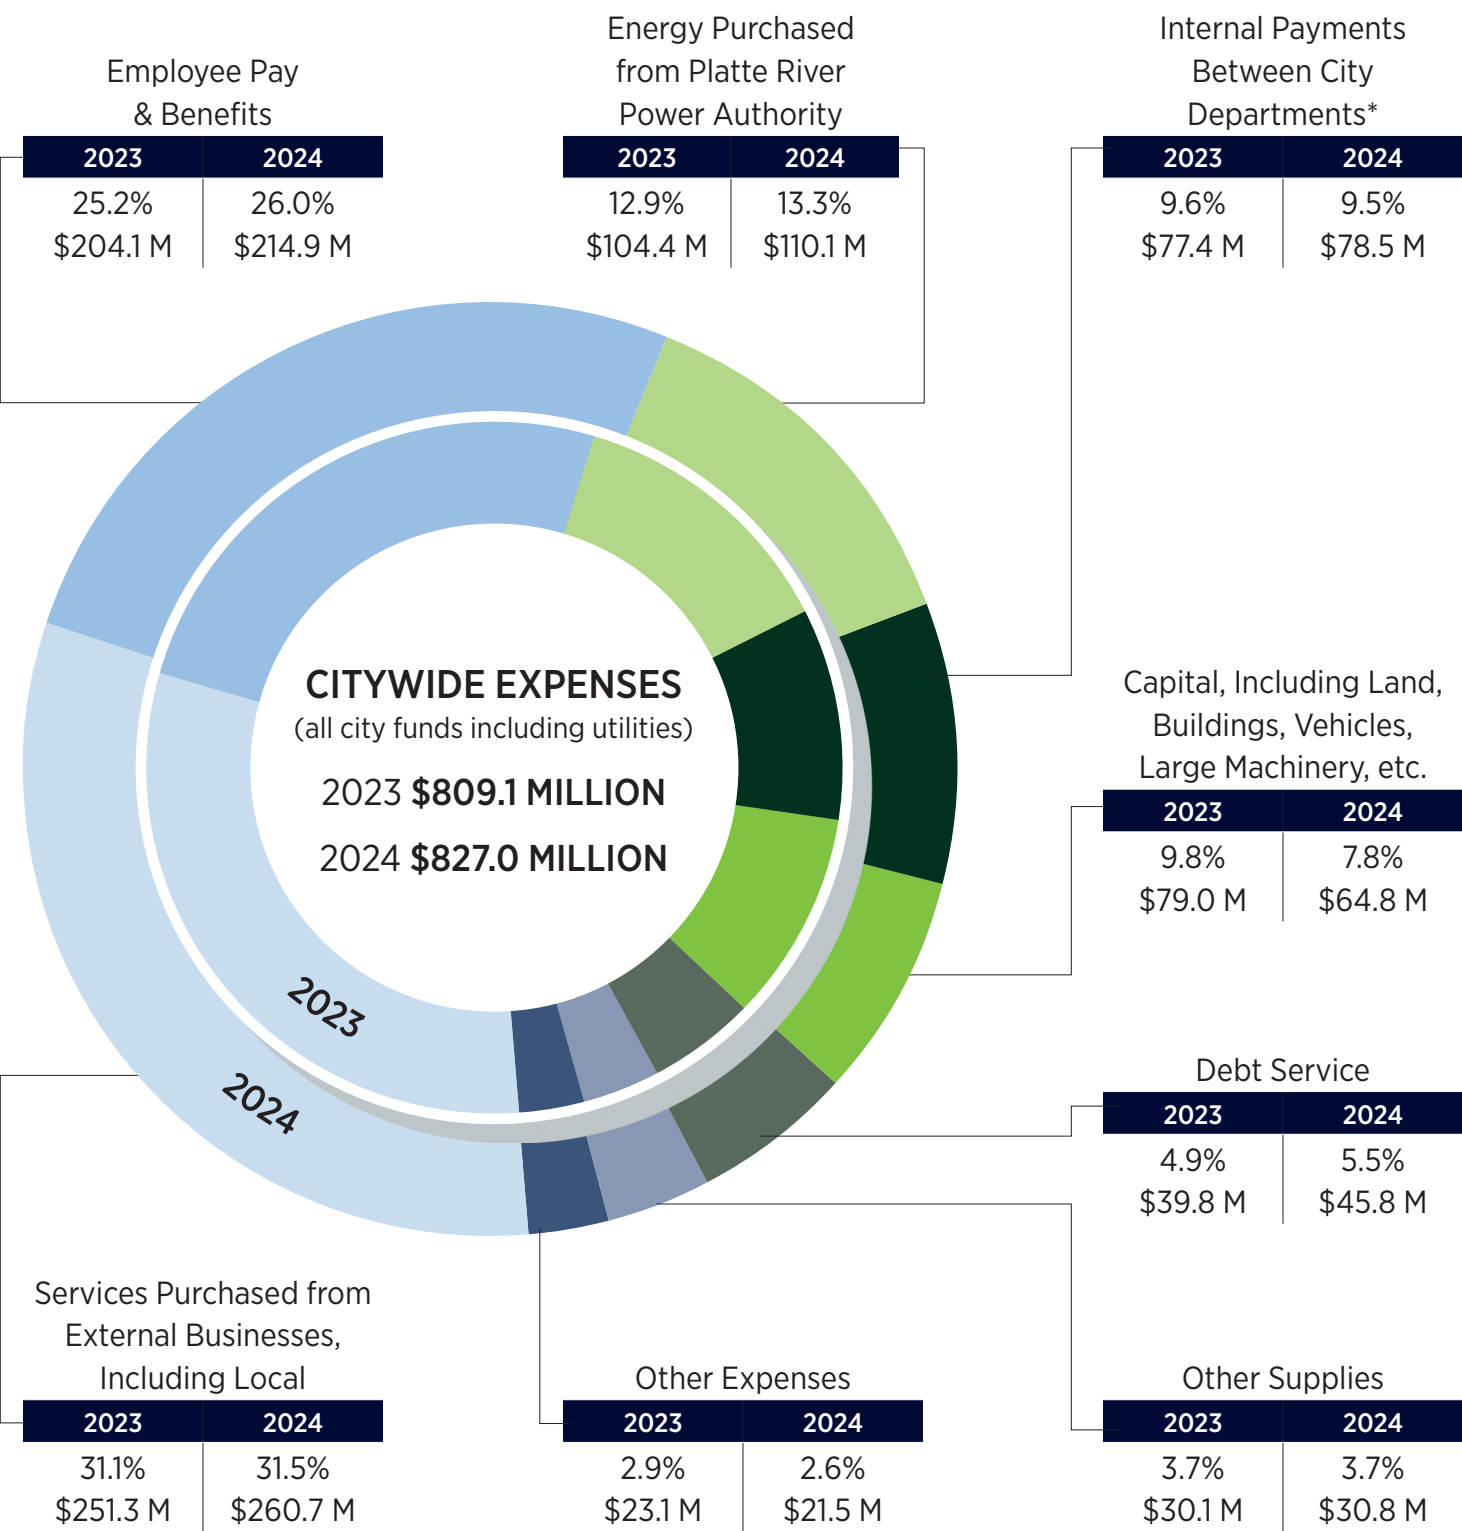 Employee Pay
& Benefits
2023 2024
25.2% 26.0%
$204.1 M $214.9 M
Energy Purchased
from Platte River
Power Authority
2023 2024
12.9% 13.3%
$104.4 M $110.1 M
Internal Payments
Between City
Departments*
2023 2024
9.6% 9.5%
$77.4 M $78.5 M
CITYWIDE EXPENSES
(all city funds including utilities)
2023 $809.1 MILLION
2024 $827.0 MILLION
2023
2024
Capital, Including Land,
Buildings, Vehicles,
Large Machinery, etc.
2023 2024
9.8% 7.8%
$79.0 M $64.8 M
Debt Service
2023 2024
4.9% 5.5%
$39.8 M $45.8 M
Services Purchased from
External Businesses,
Including Local
2023 2024
31.1% 31.5%
$251.3 M $260.7 M
Other Expenses
2023 2024
2.9% 2.6%
$23.1 M $21.5 M
Other Supplies
2023 2024
3.7% 3.7%
$30.1 M $30.8 M